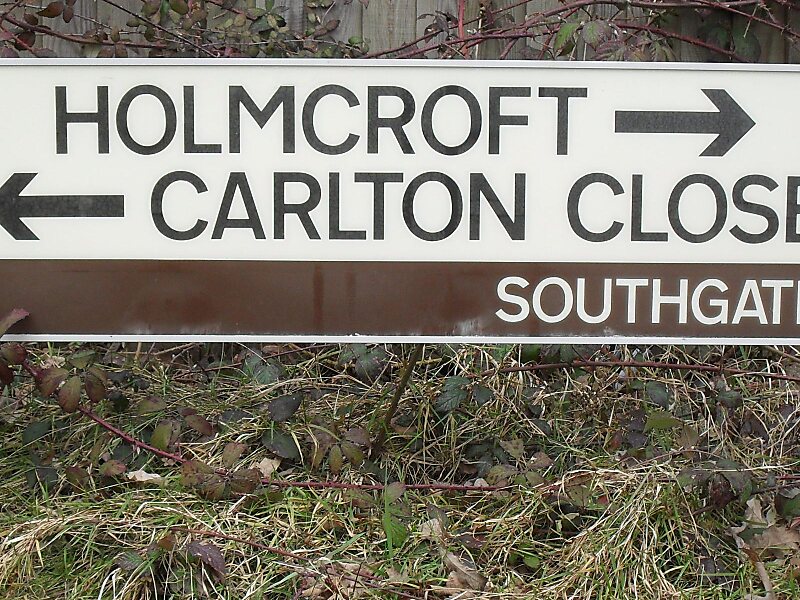 HOLMCROFT →
← CARLTON CLOSE
SOUTHGAT